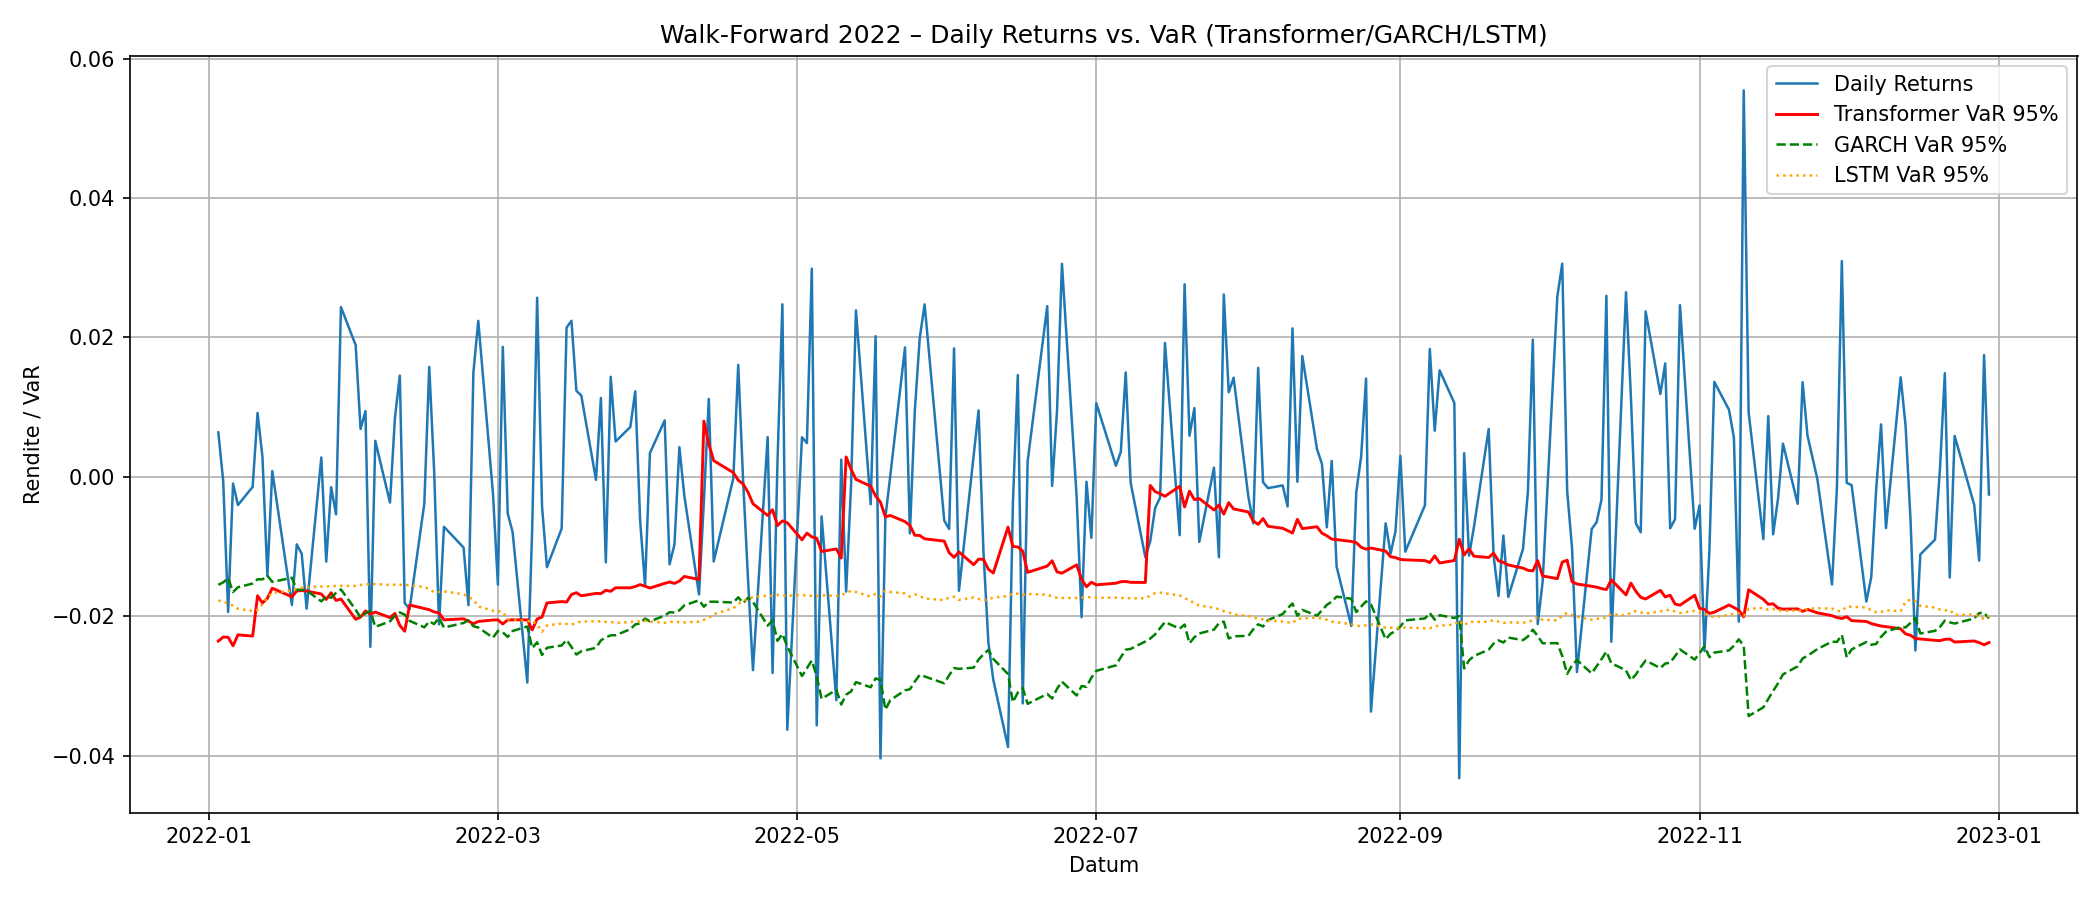 Walk-Forward 2022 – Daily Returns vs. VaR (Transformer/GARCH/LSTM)
Daily Returns
Transformer VaR 95%
GARCH VaR 95%
LSTM VaR 95%
Rendite / VaR
0.06
0.04
0.02
0.00
−0.02
−0.04
2022-01
2022-03
2022-05
2022-07
2022-09
2022-11
2023-01
Datum